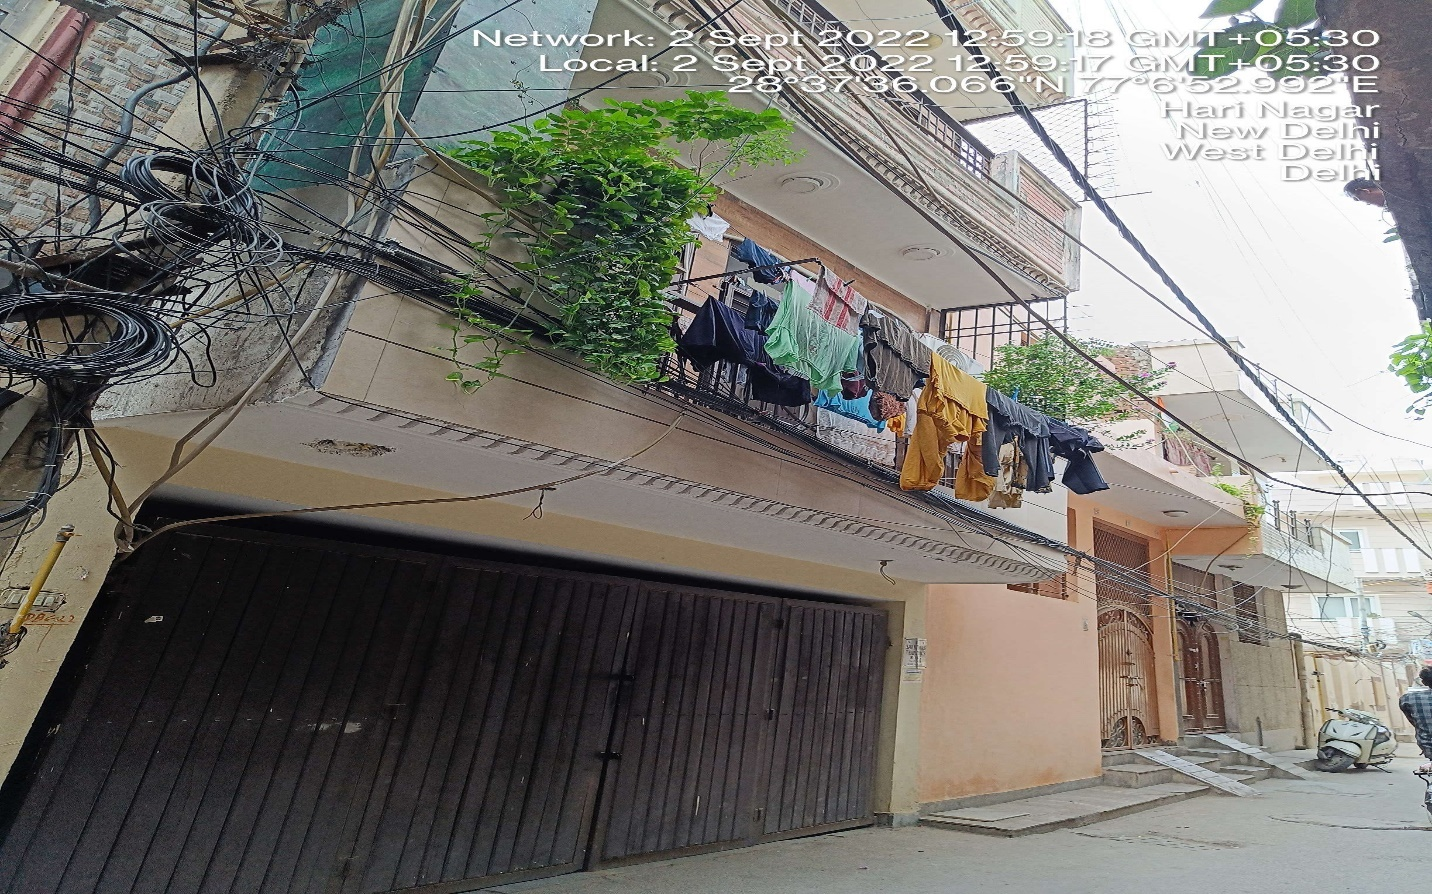 Network: 2 Sept 2022 12:59:18 GMT+05:30
Local: 2 Sept 2022 12:59:17 GMT+05:30
28°37'36.066"N 77°6'52.992"E
Hari Nagar
New Delhi
West Delhi
Delhi